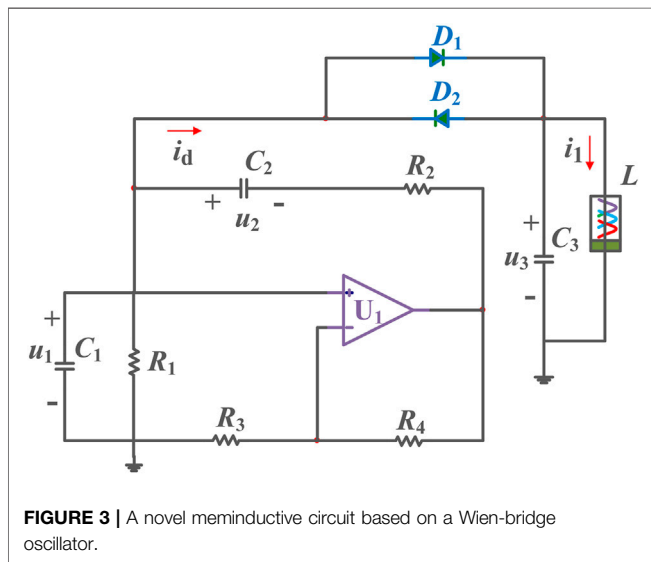 D1
D2
id
i1
C2
R2
L
+ -
u2
+
C3
u3
-
+
+
U1
-
u1
C1
R1
-
R3
R4
FIGURE 3 | A novel meminductive circuit based on a Wien-bridge
oscillator.